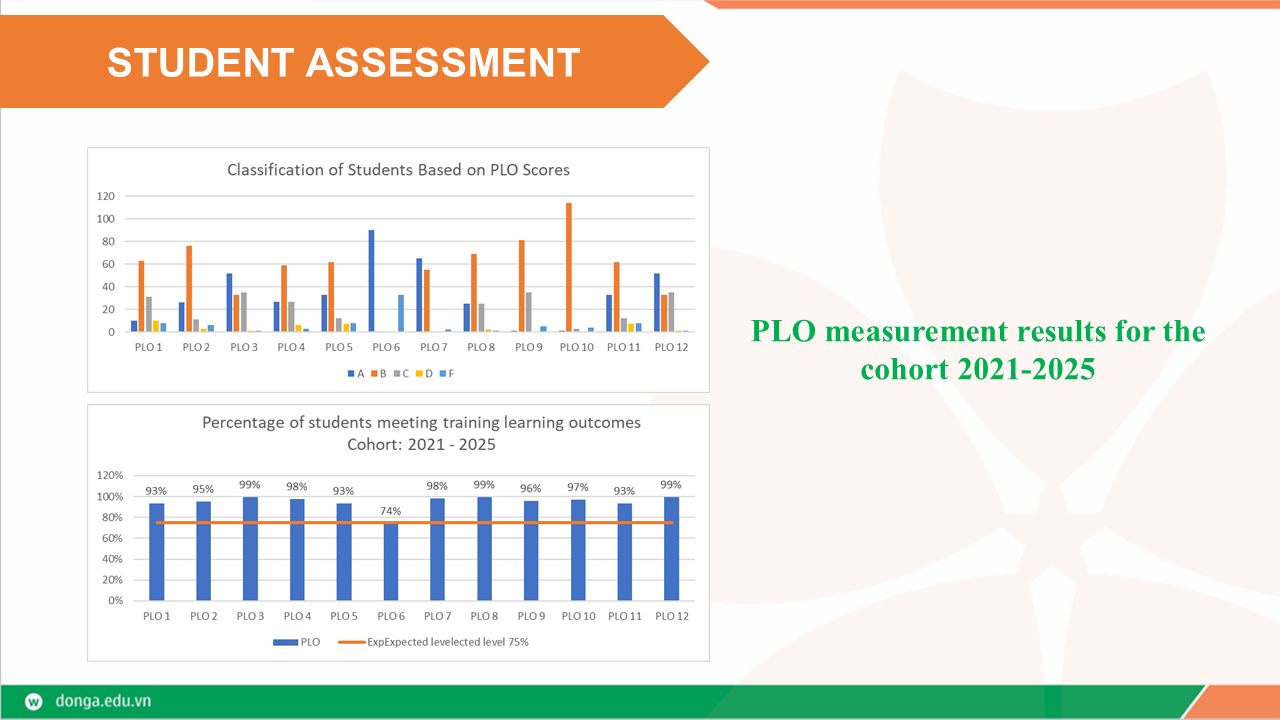 STUDENT ASSESSMENT
Classification of Students Based on PLO Scores
120
100
80
60
40
20
0
PLO 1 PLO 2 PLO 3 PLO 4 PLO 5 PLO 6 PLO 7 PLO 8 PLO 9 PLO 10 PLO 11 PLO 12
A B C D F
PLO measurement results for the
cohort 2021-2025
Percentage of students meeting training learning outcomes
Cohort: 2021 - 2025
120%
100%
80%
60%
40%
20%
0%
93% 95% 99% 98% 93% 74% 98% 99% 96% 97% 93% 99%
PLO 1 PLO 2 PLO 3 PLO 4 PLO 5 PLO 6 PLO 7 PLO 8 PLO 9 PLO 10 PLO 11 PLO 12
PLO ExpExpected levelected level 75%
w donga.edu.vn